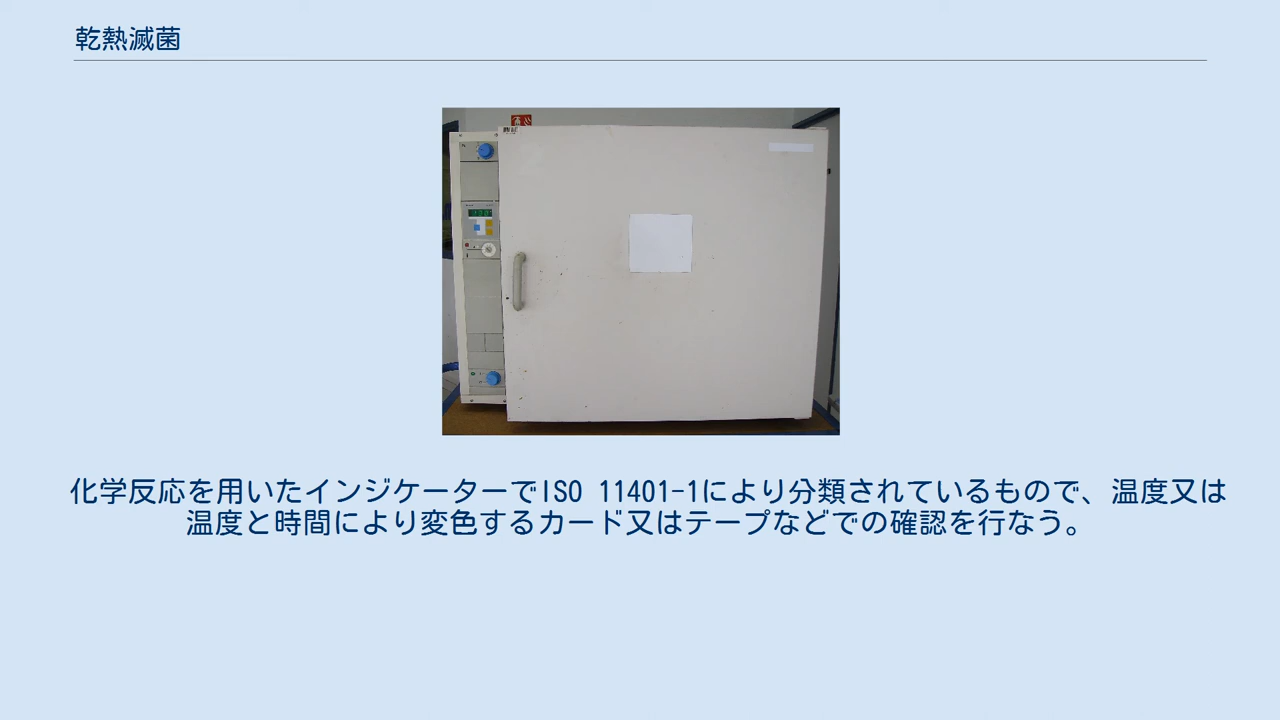 乾熱滅菌
化学反応を用いたインジケーターでISO 11401-1により分類されているもので、温度又は
温度と時間により変色するカード又はテープなどでの確認を行なう。